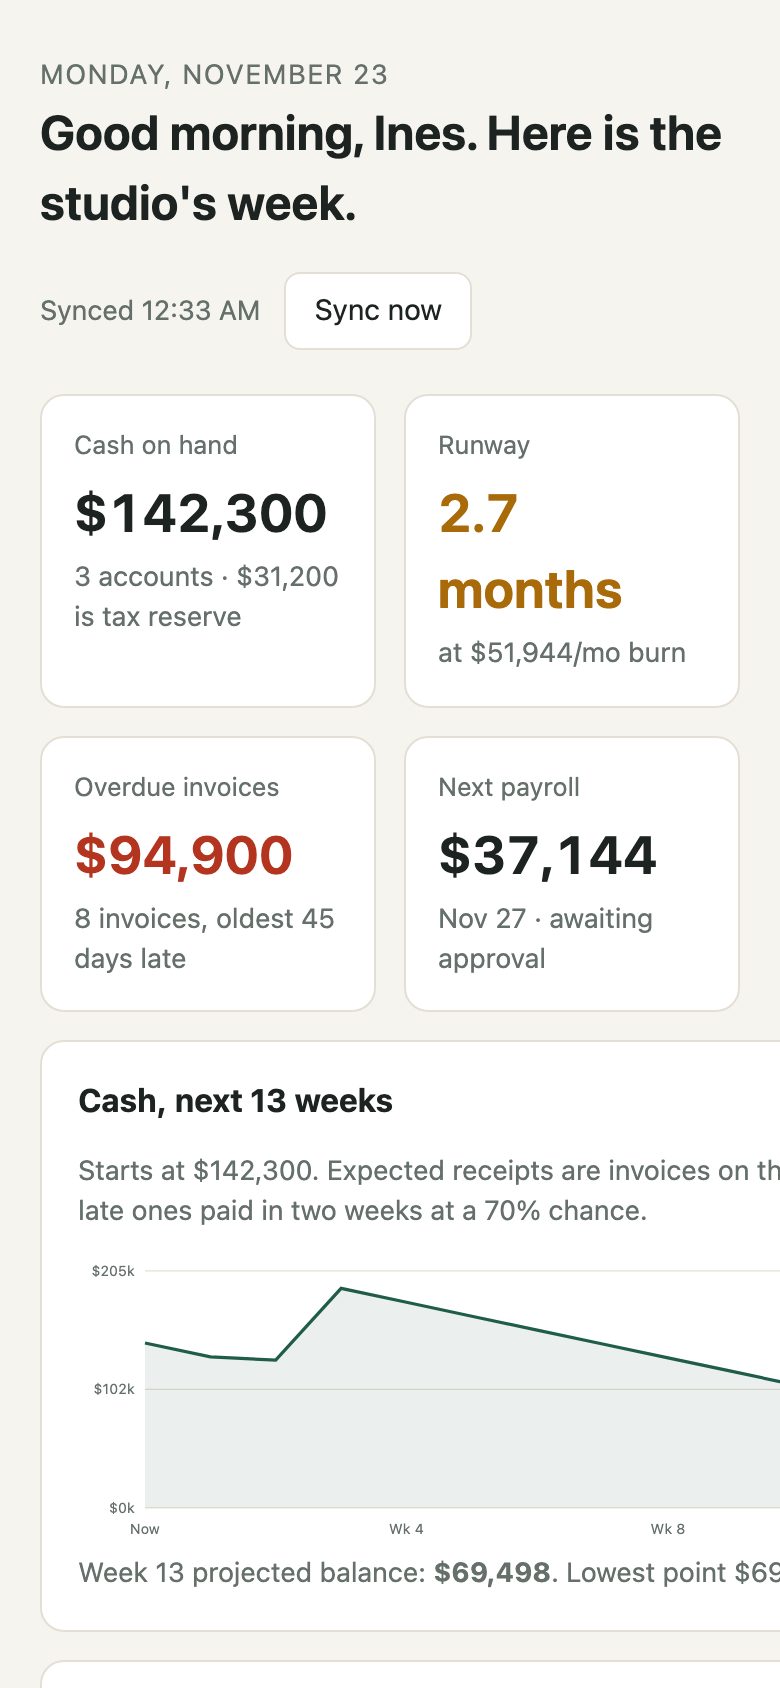 MONDAY, NOVEMBER 23
Good morning, Ines. Here is the
studio's week.
Synced 12:33 AM
Sync now
Cash on hand
$142,300
3 accounts · $31,200
is tax reserve
Runway
2.7
months
at $51,944/mo burn
Overdue invoices
$94,900
8 invoices, oldest 45
days late
Next payroll
$37,144
Nov 27 · awaiting
approval
Cash, next 13 weeks
Starts at $142,300. Expected receipts are invoices on
late ones paid in two weeks at a 70% chance.
$205k
$102k
$0k
Now
Wk 4
Wk 8
Week 13 projected balance: $69,498. Lowest point